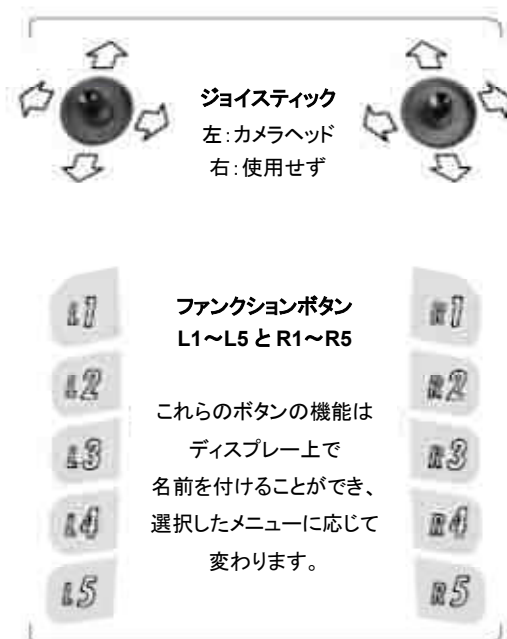 ジョイスティック
左:カメラヘッド
右:使用せず
L1 R1
ファンクションボタン
L1～L5 と R1～R5
L2 R2
これらのボタンの機能は
L3 R3
ディスプレー上で
名前を付けることができ、
L4 R4
選択したメニューに応じて
変わります。
L5 R5